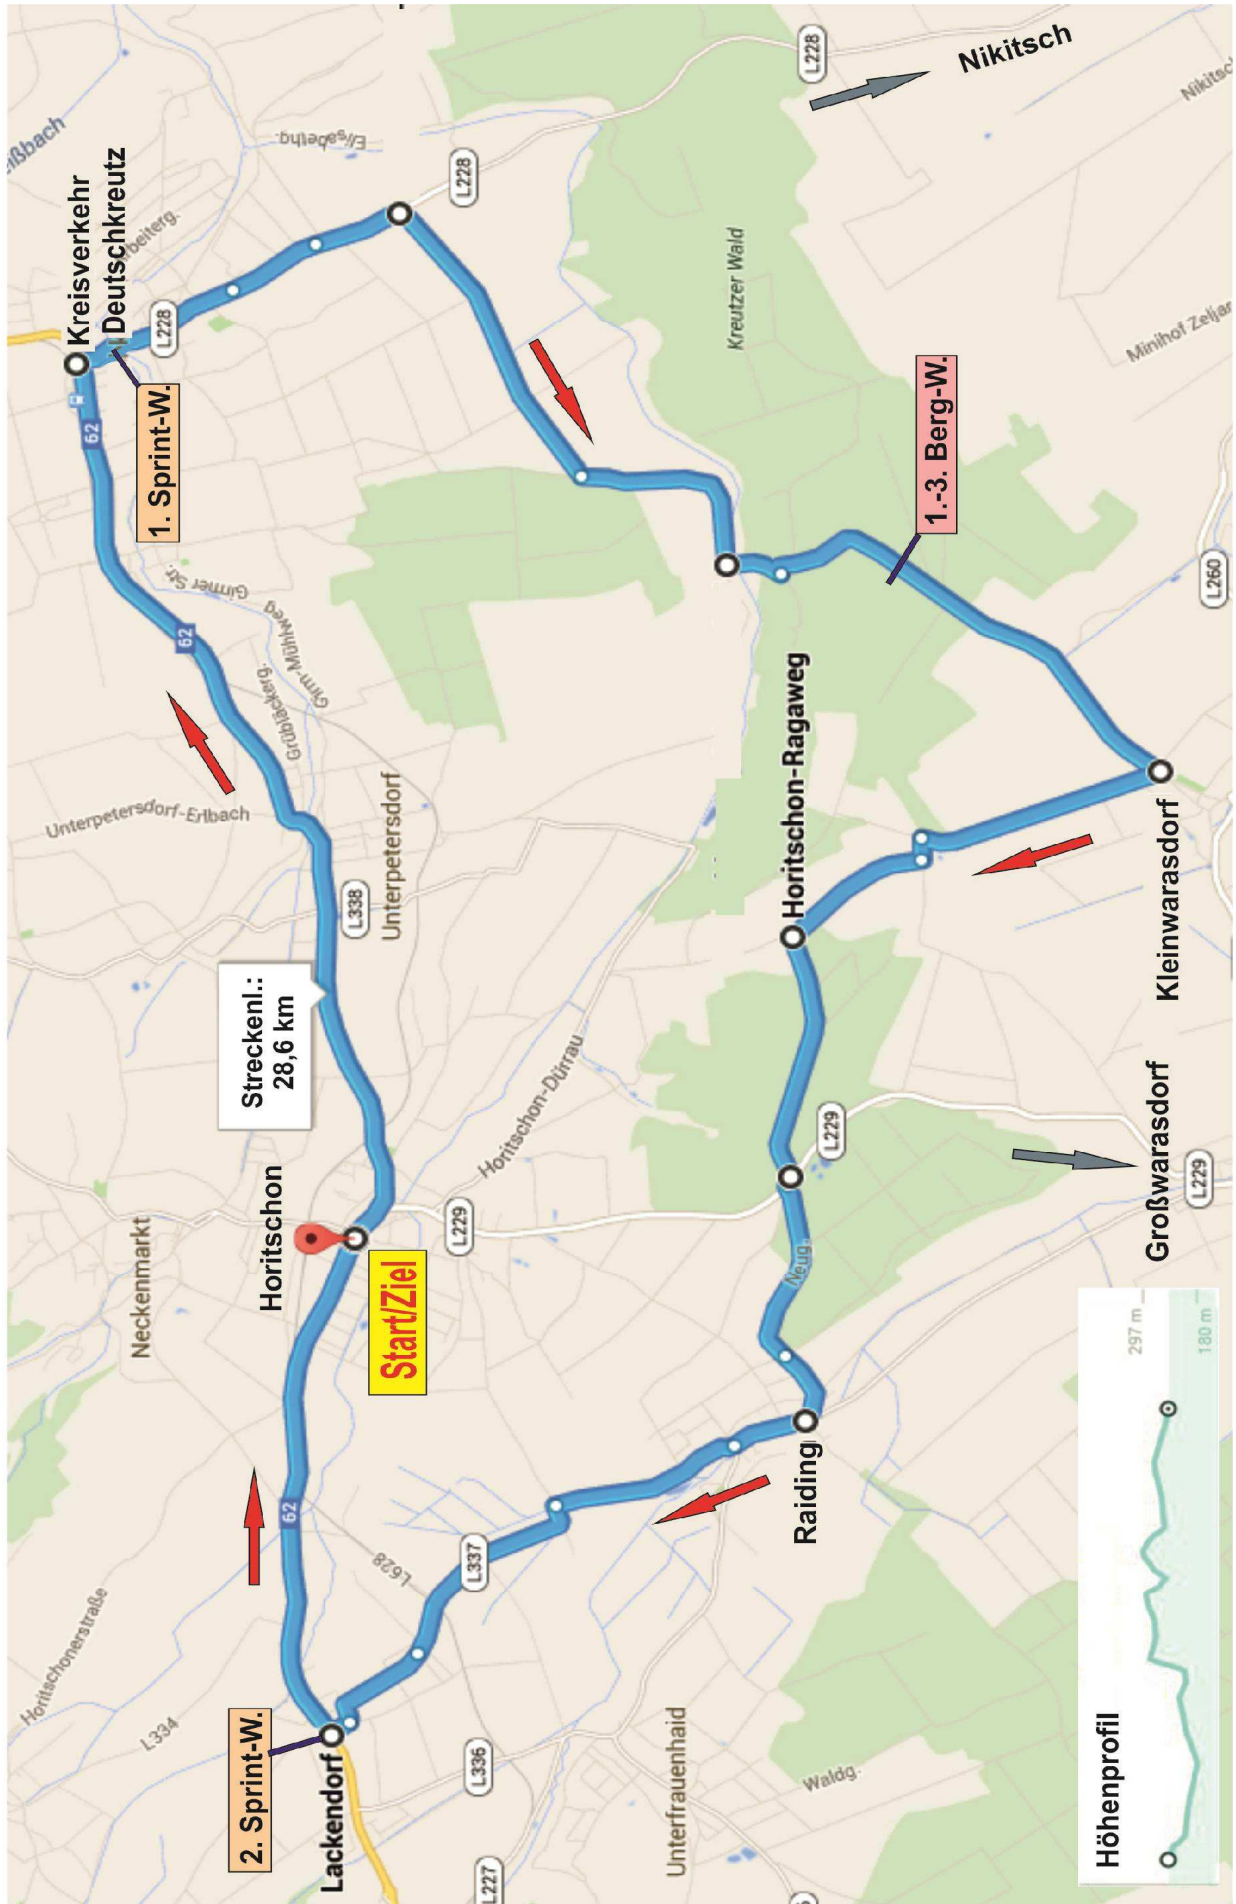 Kreisverkehr
Deutschkreutz
L228
1. Sprint-W.
62
Elisabethg.
L228
L228
Nikitsch
Kreutzer Wald
Minihof Zeljar
1.-3. Berg-W.
L260
62
Girmer Str.
Girm-Mühlweg
Unterpetersdorf-Erlbach
L338
Unterpetersdorf
Horitschon-Ragaweg
Kleinwarasdorf
Streckenl.:
28,6 km
Horitschon-Dürrau
Horitschon
Neckenmarkt
Start/Ziel
L229
L229
Großwarasdorf
L229
Neug.
Raiding
62
L628
L337
Horitschonerstraße
L334
2. Sprint-W.
Lackendorf
L336
L227
Unterfrauenhaid
Waldg.
Höhenprofil
297 m
180 m